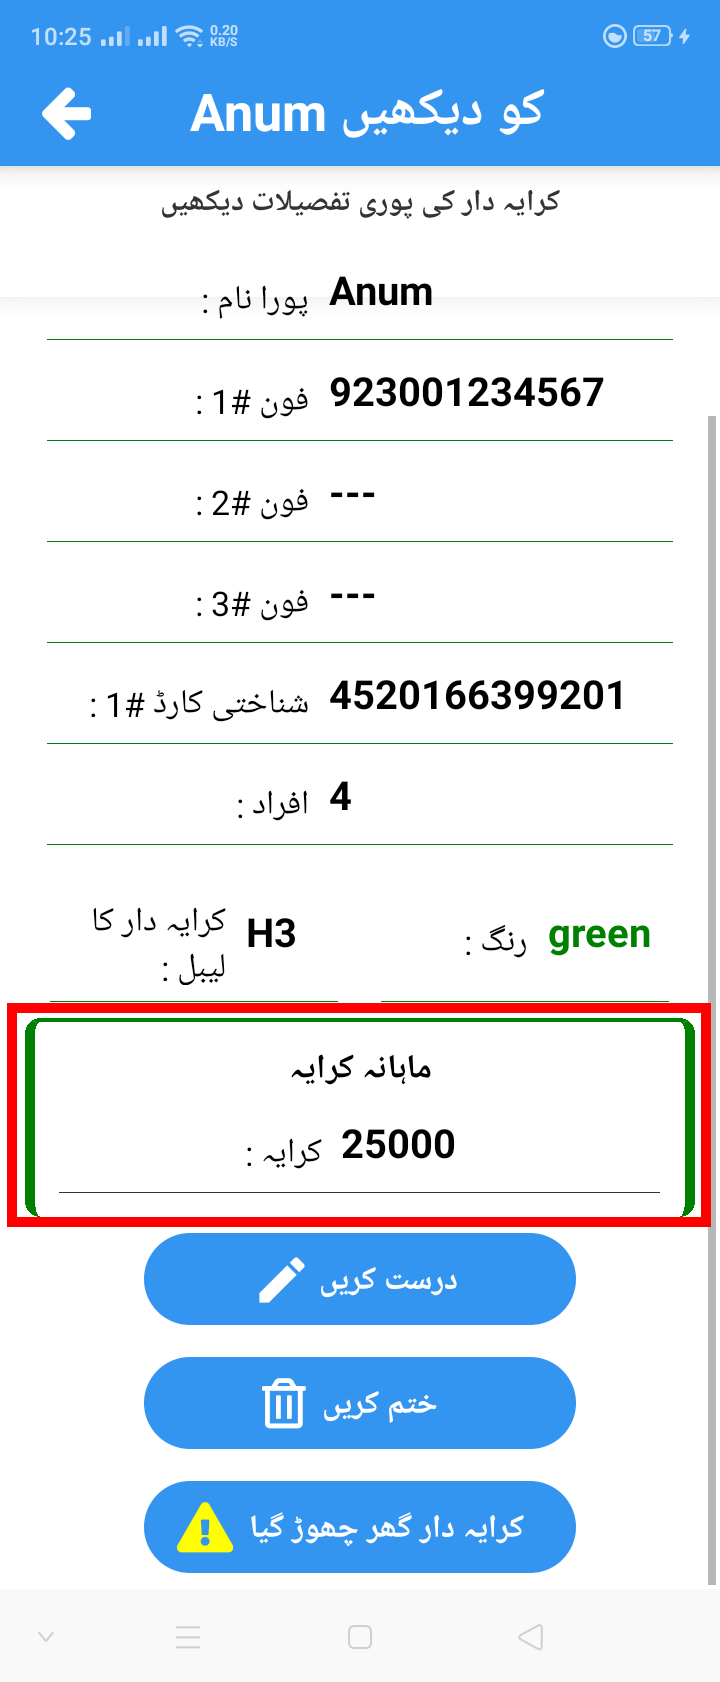 10:25 0.20 KB/S 57
Anum کو دیکھیں
کرایہ دار کی پوری تفصیلات دیکھیں
پورا نام : Anum
فون #1 : 923001234567
فون #2 : ---
فون #3 : ---
شناختی کارڈ #1 : 4520166399201
افراد : 4
کرایہ دار کا لیبل : H3
رنگ : green
ماہانہ کرایہ
کرایہ : 25000
درست کریں
ختم کریں
کرایہ دار گھر چھوڑ گیا